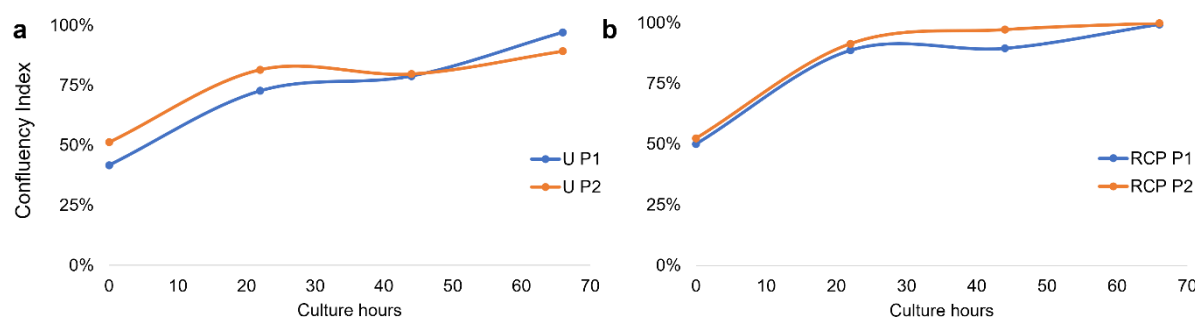 a
Confluency Index
100%
75%
50%
25%
0%
0 10 20 30 40 50 60 70
Culture hours
U P1
U P2
b
100%
75%
50%
25%
0%
0 10 20 30 40 50 60 70
Culture hours
RCP P1
RCP P2